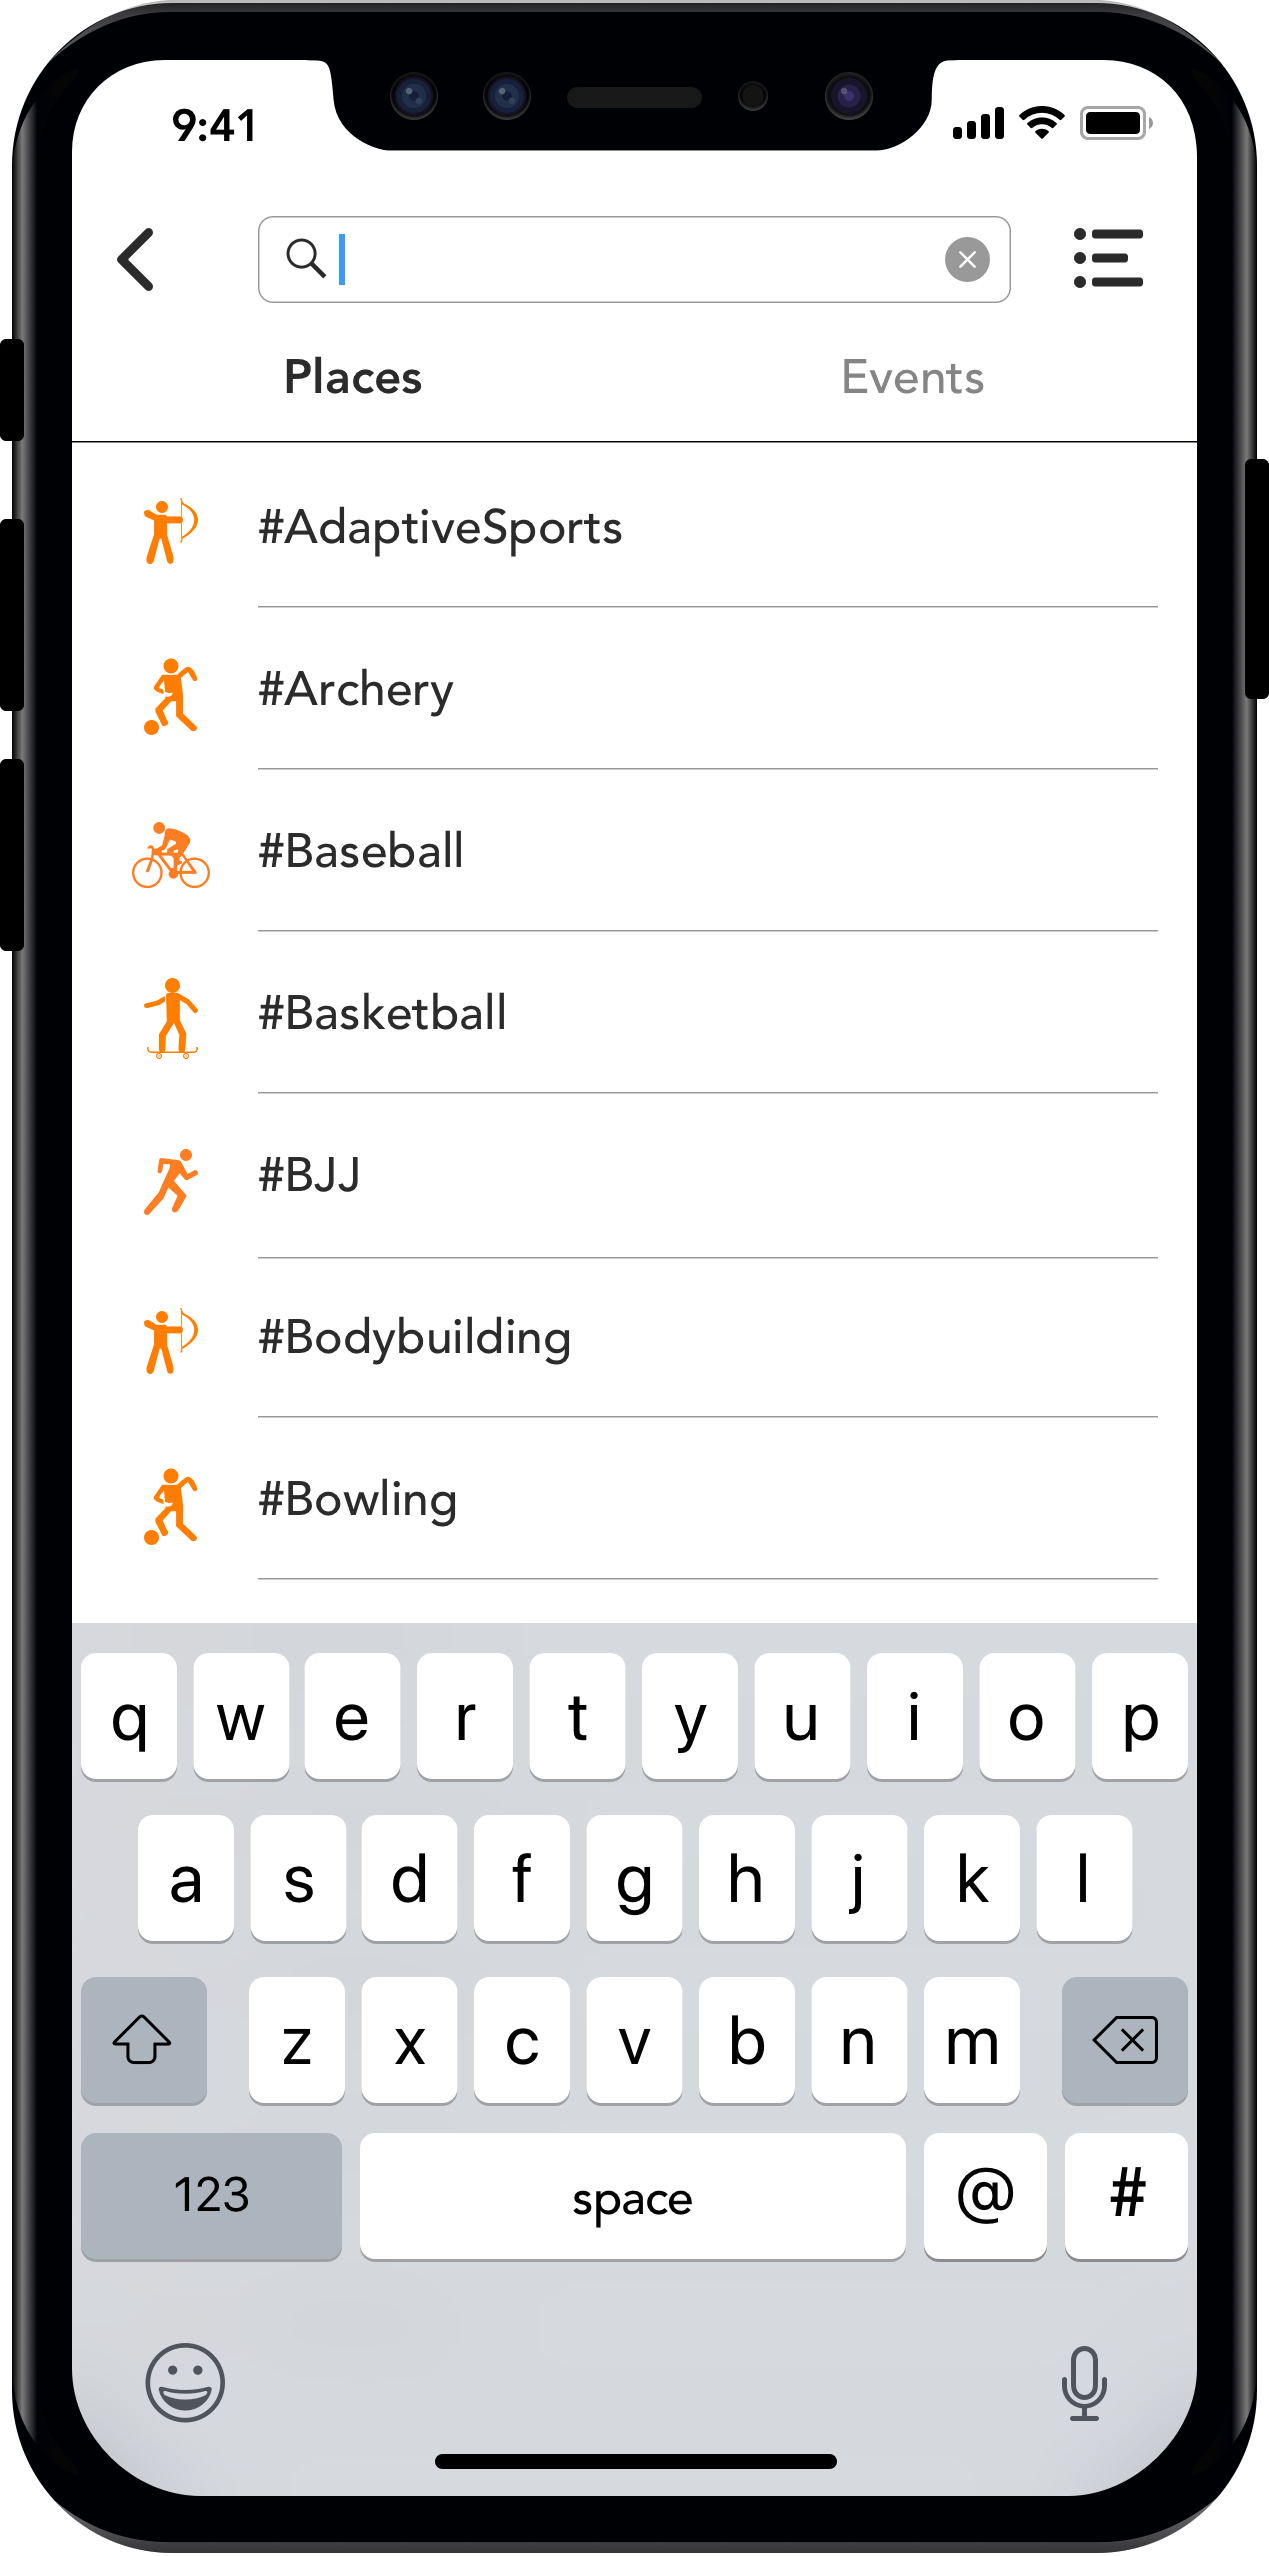 9:41
Places Events
#AdaptiveSports
#Archery
#Baseball
#Basketball
#BJJ
#Bodybuilding
#Bowling
q w e r t y u i o p
a s d f g h j k l
z x c v b n m
123 space @ #